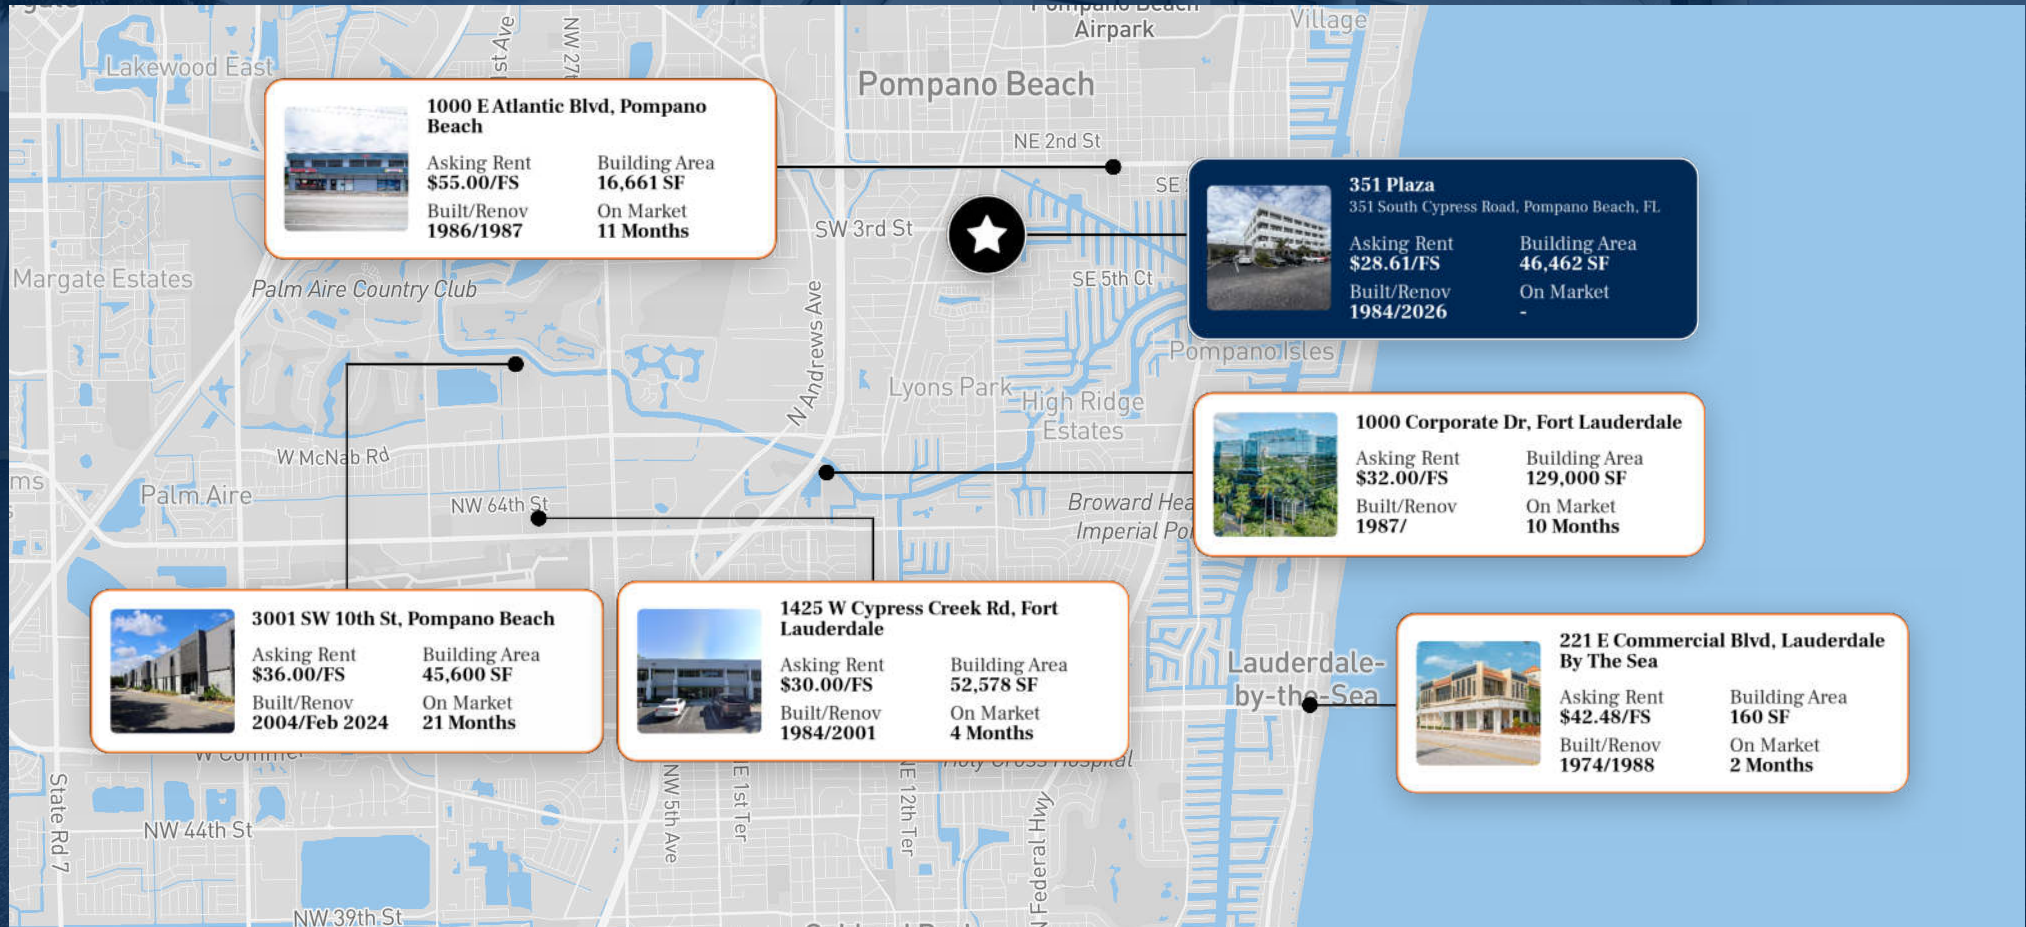 Airpark
Village
Lakewood East
Pompano Beach
NE 2nd St
1000 E Atlantic Blvd, Pompano
Beach
Asking Rent
$55.00/FS
Building Area
16,661 SF
Built/Renov
1986/1987
On Market
11 Months
351 Plaza
351 South Cypress Road, Pompano Beach, FL
Asking Rent
$28.61/FS
Building Area
46,462 SF
Built/Renov
1984/2026
On Market
-
SE
SW 3rd St
SE 5th Ct
Margate Estates
Palm Aire Country Club
N Andrews Ave
Pompano Isles
Lyons Park
High Ridge
Estates
1000 Corporate Dr, Fort Lauderdale
Asking Rent
$32.00/FS
Building Area
129,000 SF
Built/Renov
1987/
On Market
10 Months
W McNab Rd
Palm Aire
NW 64th St
Broward Hea
Imperial Po
3001 SW 10th St, Pompano Beach
Asking Rent
$36.00/FS
Building Area
45,600 SF
Built/Renov
2004/Feb 2024
On Market
21 Months
1425 W Cypress Creek Rd, Fort
Lauderdale
Asking Rent
$30.00/FS
Building Area
52,578 SF
Built/Renov
1984/2001
On Market
4 Months
Lauderdale-
by-the-Sea
221 E Commercial Blvd, Lauderdale
By The Sea
Asking Rent
$42.48/FS
Building Area
160 SF
Built/Renov
1974/1988
On Market
2 Months
State Rd 7
NW 44th St
NW 39th St
NW 5th Ave
E 1st Ter
E 12th Ter
N Federal Hwy